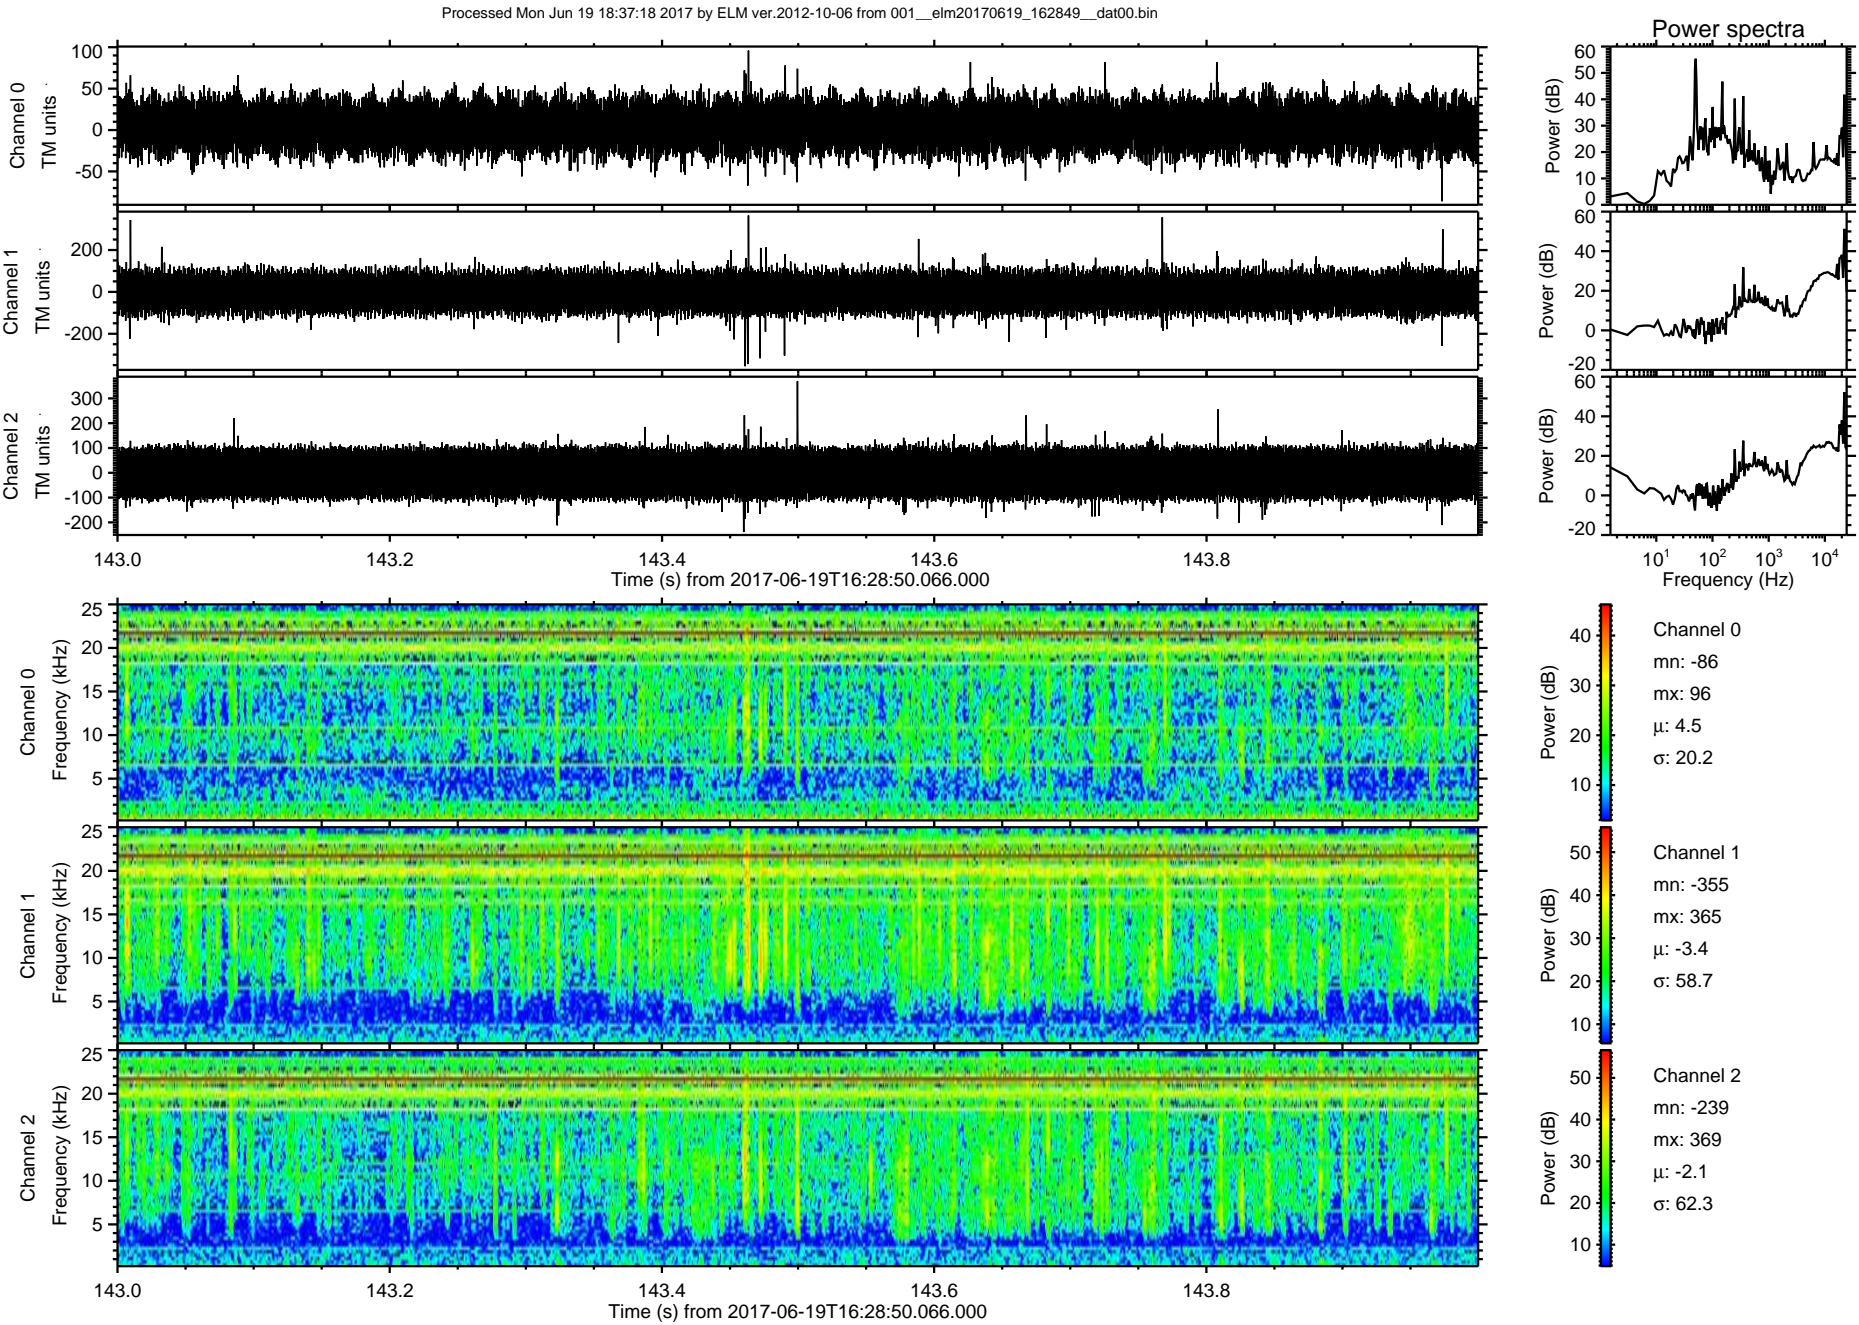 Processed Mon Jun 19 18:37:18 2017 by ELM ver.2012-10-06 from 001__elm20170619_162849__dat00.bin
Power spectra
Channel 0
TM units
100
50
0
-50
Power (dB)
60
50
40
30
20
10
0
Channel 1
TM units
200
0
-200
Power (dB)
60
40
20
0
-20
Channel 2
TM units
300
200
100
0
-100
-200
Power (dB)
60
40
20
0
-20
143.0 143.2 143.4 143.6 143.8
Time (s) from 2017-06-19T16:28:50.066.000
10^1 10^2 10^3 10^4
Frequency (Hz)
Channel 0
Frequency (kHz)
25
20
15
10
5
Power (dB)
40
30
20
10
Channel 0
mn: -86
mx: 96
µ: 4.5
σ: 20.2
Channel 1
Frequency (kHz)
25
20
15
10
5
Power (dB)
50
40
30
20
10
Channel 1
mn: -355
mx: 365
µ: -3.4
σ: 58.7
Channel 2
Frequency (kHz)
25
20
15
10
5
Power (dB)
50
40
30
20
10
Channel 2
mn: -239
mx: 369
µ: -2.1
σ: 62.3
143.0 143.2 143.4 143.6 143.8
Time (s) from 2017-06-19T16:28:50.066.000